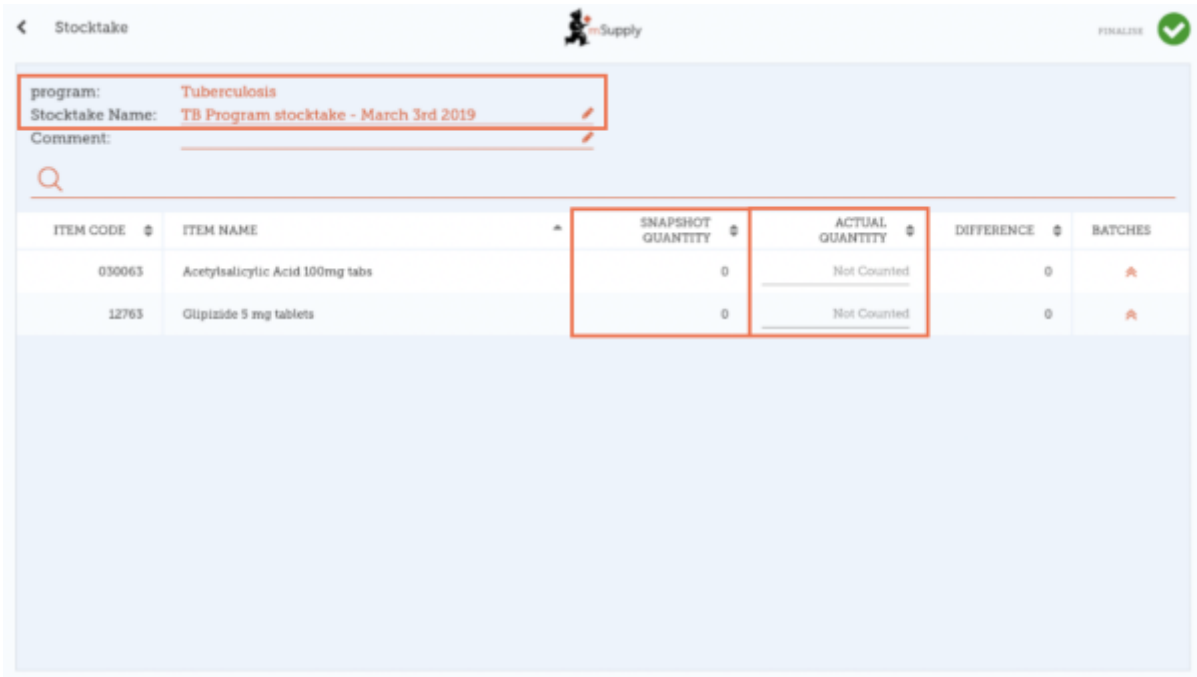 Stocktake
mSupply
FINALISE
program: Tuberculosis
Stocktake Name: TB Program stocktake - March 3rd 2019
Comment:
ITEM CODE ITEM NAME SNAPSHOT QUANTITY ACTUAL QUANTITY DIFFERENCE BATCHES
030063 Acetylsalicylic Acid 100mg tabs 0 Not Counted 0
12763 Glipizide 5 mg tablets 0 Not Counted 0